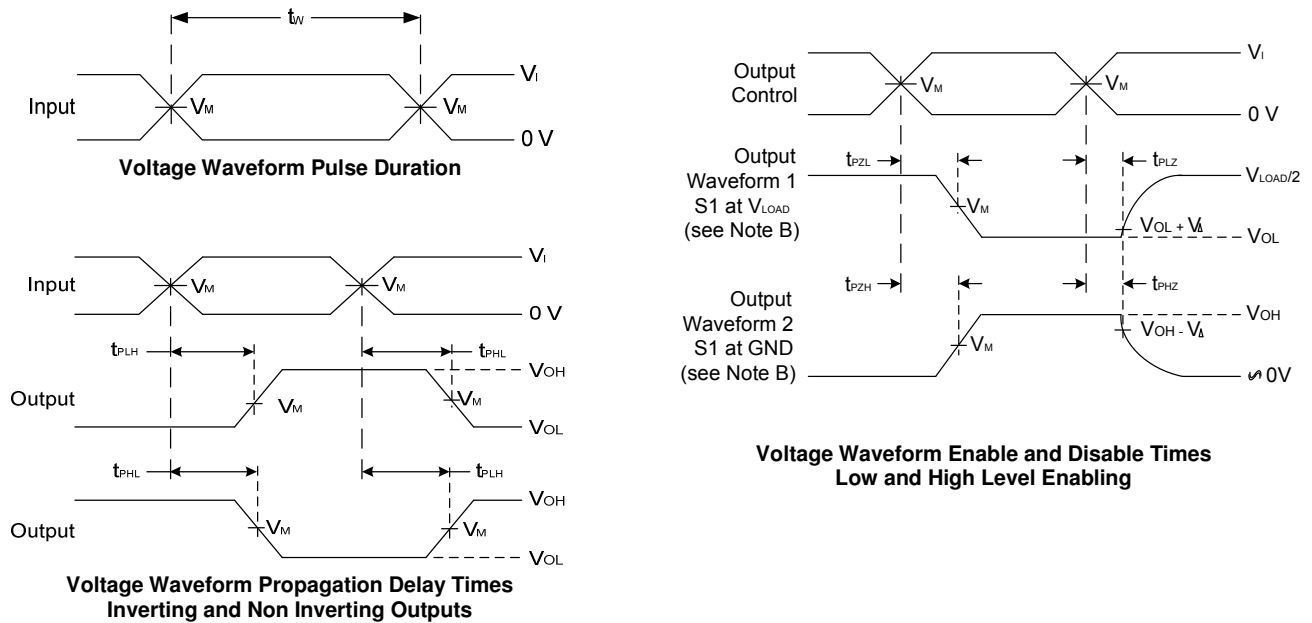 tW
VI
Input
VM
VM
0 V
Voltage Waveform Pulse Duration
VI
Input
VM
VM
0 V
tPLH
tPHL
VOH
Output
VM
VM
VOL
tPHL
tPLH
VOH
Output
VM
VM
VOL
Voltage Waveform Propagation Delay Times
Inverting and Non Inverting Outputs
VI
Output
Control
VM
VM
0 V
Output
Waveform 1
S1 at VLOAD
(see Note B)
tPZL
tPLZ
VLOAD/2
VM
VOL + VΔ
VOL
Output
Waveform 2
S1 at GND
(see Note B)
tPZH
tPHZ
VOH
VM
VOH - VΔ
∽0V
Voltage Waveform Enable and Disable Times
Low and High Level Enabling